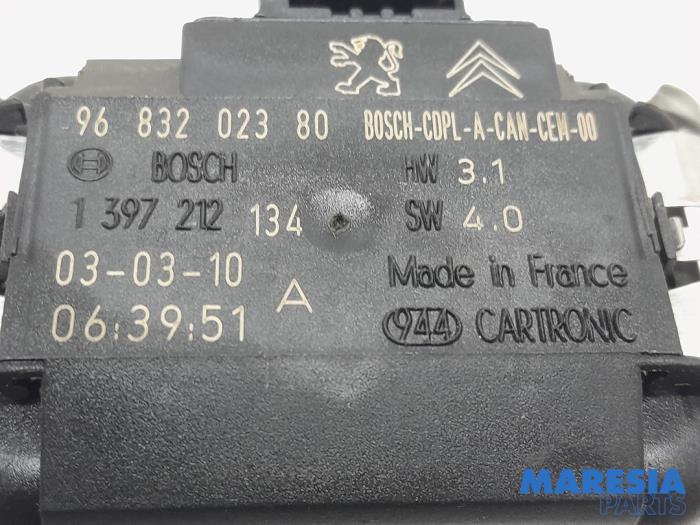 96 832 023 80 BOSCH-CDPL-A-CAN-CEM-00
BOSCH HW 3.1
1 397 212 134 SW 4.0
03-03-10 Made in France
06:39:51 A 944 CARTRONIC
MARESIA
PARTS